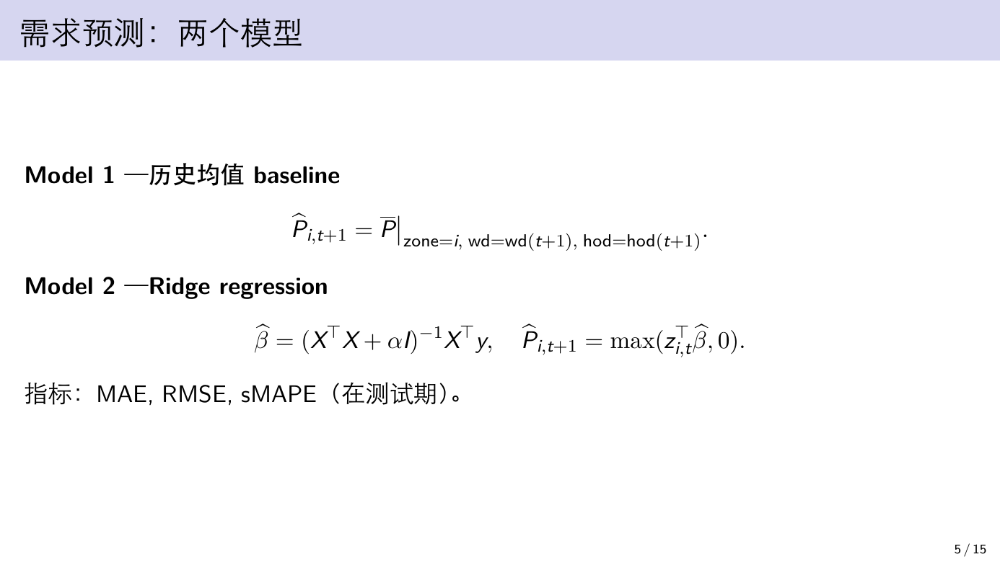 需求预测：两个模型
Model 1 —历史均值 baseline
$\widehat{P}_{i,t+1} = \overline{P}\big|_{\text{zone}=i,\ \text{wd}=\text{wd}(t+1),\ \text{hod}=\text{hod}(t+1)}.$
Model 2 —Ridge regression
$\widehat{\beta} = (X^\top X + \alpha I)^{-1} X^\top y, \quad \widehat{P}_{i,t+1} = \max(z_{i,t}^\top \widehat{\beta}, 0).$
指标：MAE, RMSE, sMAPE（在测试期）。
5 / 15